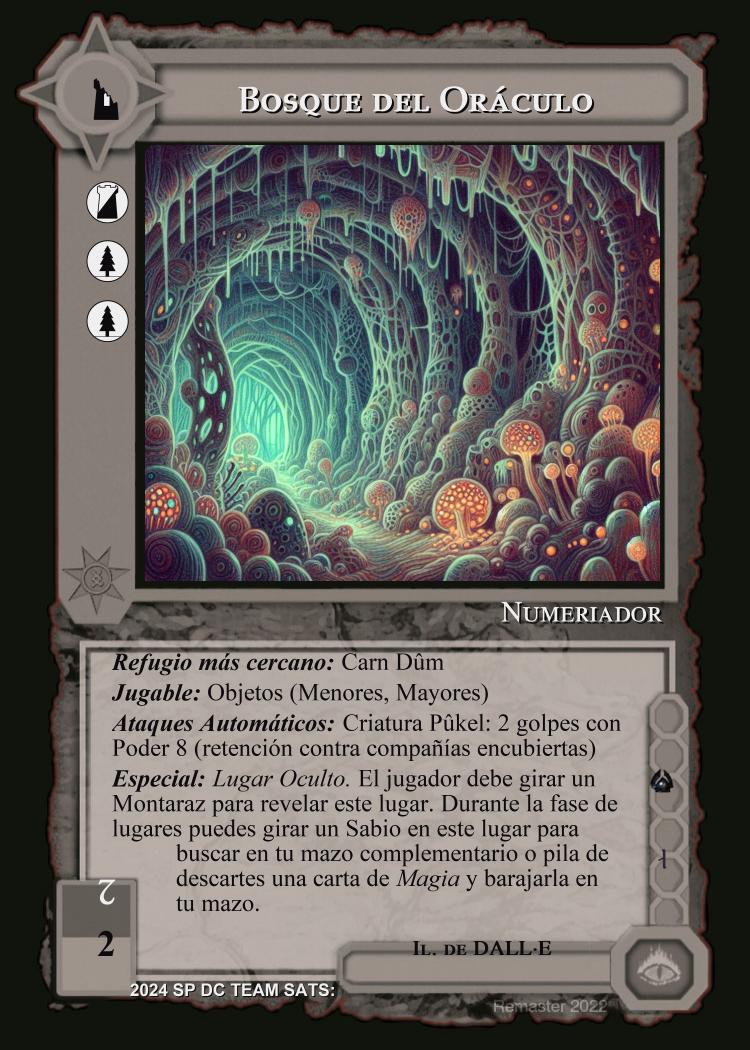 Bosque del Oráculo
Numeriador
Refugio más cercano: Carn Dûm
Jugable: Objetos (Menores, Mayores)
Ataques Automáticos: Criatura Pûkel: 2 golpes con
Poder 8 (retención contra compañías encubiertas)
Especial: Lugar Oculto. El jugador debe girar un
Montaraz para revelar este lugar. Durante la fase de
lugares puedes girar un Sabio en este lugar para
buscar en tu mazo complementario o pila de
descartes una carta de Magia y barajarla en
tu mazo.
2
2
Il. de DALL·E
2024 SP DC TEAM SATS:
Remaster 2022